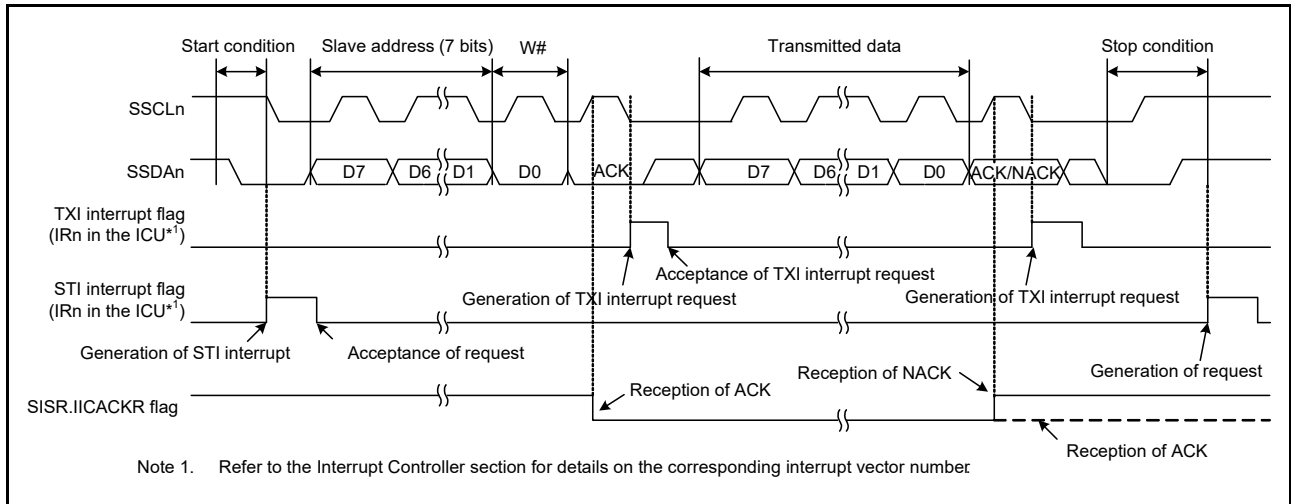 Start condition
Slave address (7 bits)
W#
Transmitted data
Stop condition
SSCLn
SSDAn
D7
D6
D1
D0
ACK
D7
D6
D1
D0
ACK/NACK
TXI interrupt flag
(IRn in the ICU*1)
Acceptance of TXI interrupt request
Generation of TXI interrupt request
Generation of TXI interrupt request
STI interrupt flag
(IRn in the ICU*1)
Generation of STI interrupt
Acceptance of request
Generation of request
Reception of ACK
Reception of NACK
SISR.IICACKR flag
Reception of ACK
Note 1. Refer to the Interrupt Controller section for details on the corresponding interrupt vector number